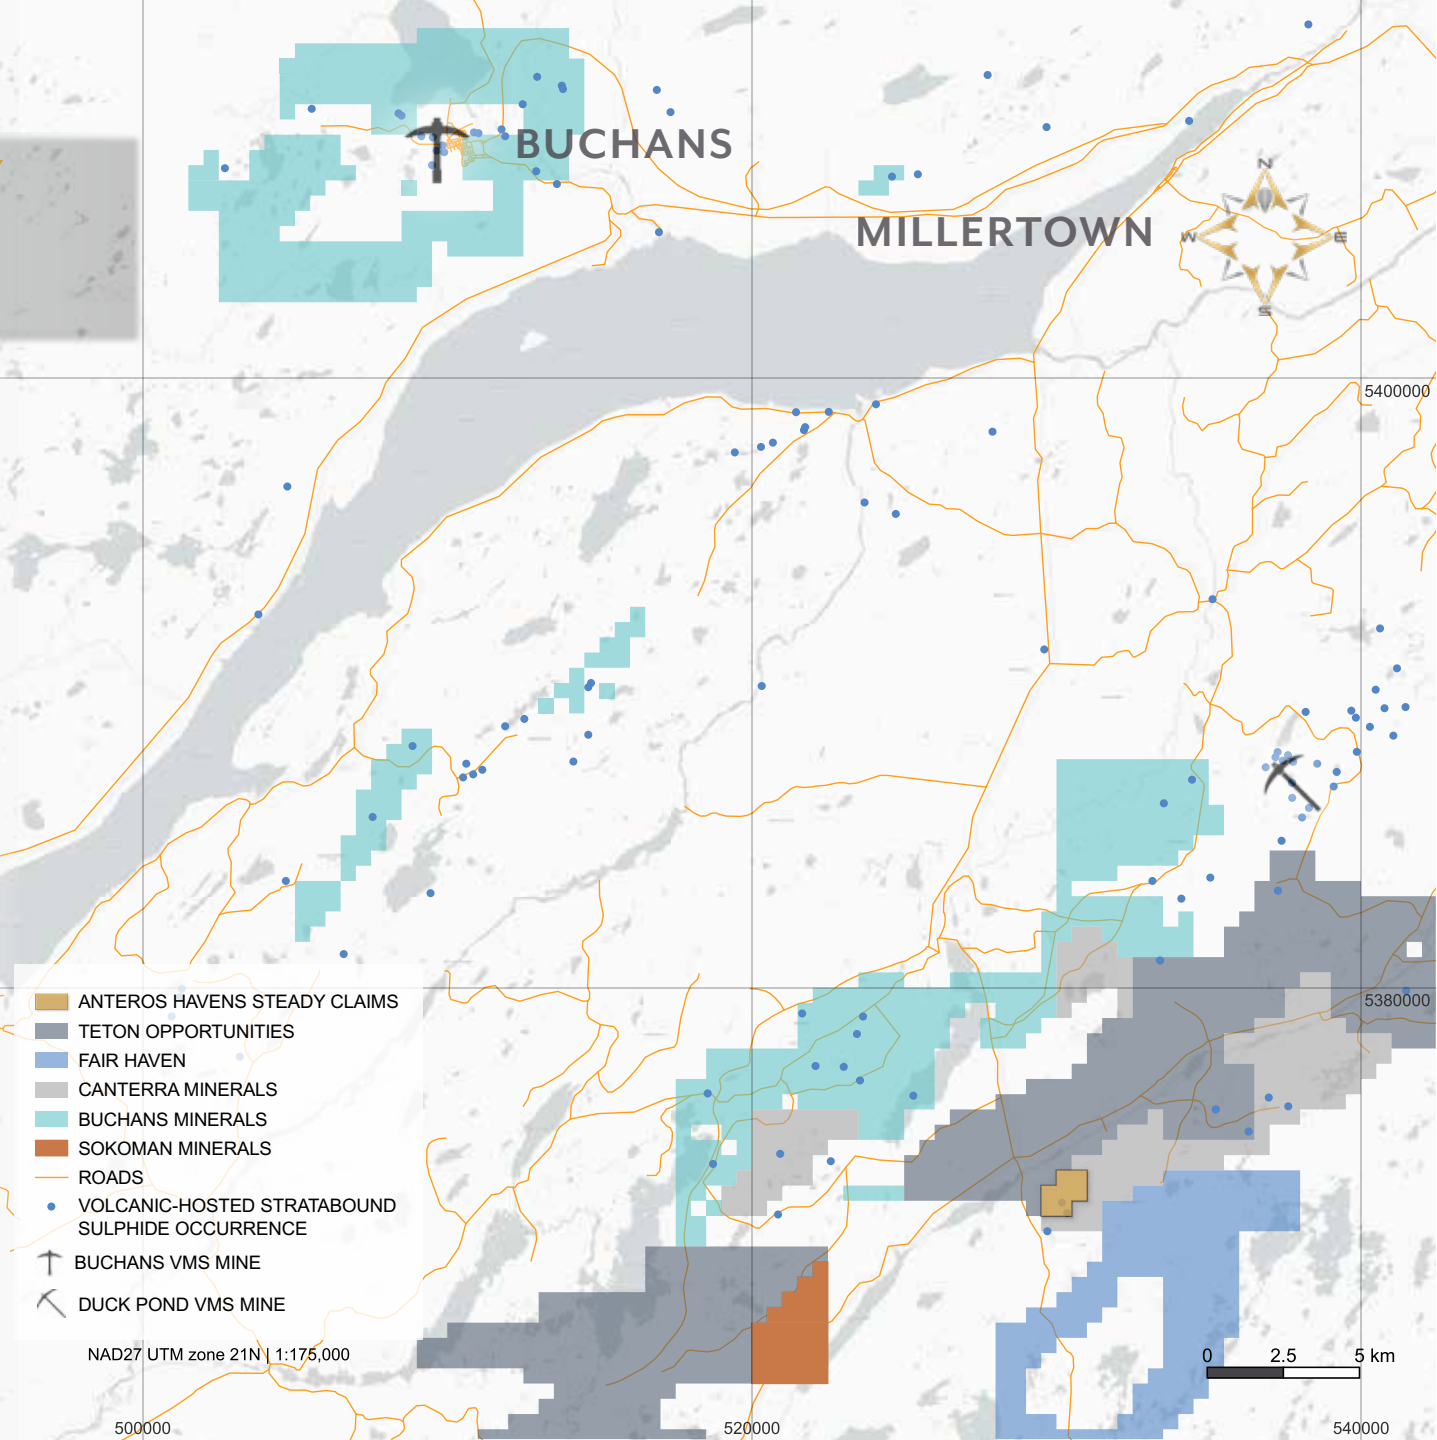 BUCHANS
N
MILLERTOWN
W
E
S
5400000
5380000
ANTEROS HAVENS STEADY CLAIMS
TETON OPPORTUNITIES
FAIR HAVEN
CANTERRA MINERALS
BUCHANS MINERALS
SOKOMAN MINERALS
ROADS
VOLCANIC-HOSTED STRATABOUND
SULPHIDE OCCURRENCE
BUCHANS VMS MINE
DUCK POND VMS MINE
NAD27 UTM zone 21N | 1:175,000
0 2.5 5 km
500000
520000
540000